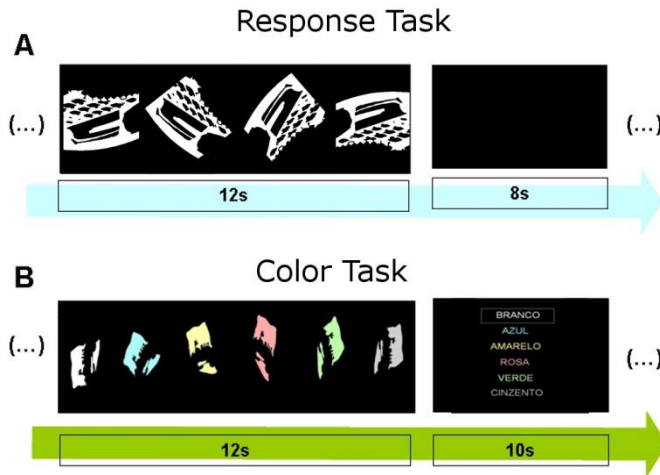 Response Task
A
(...)
(...)
12s
8s
Color Task
B
(...)
BRANCO
AZUL
AMARELO
ROSA
VERDE
CINZENTO
(...)
12s
10s